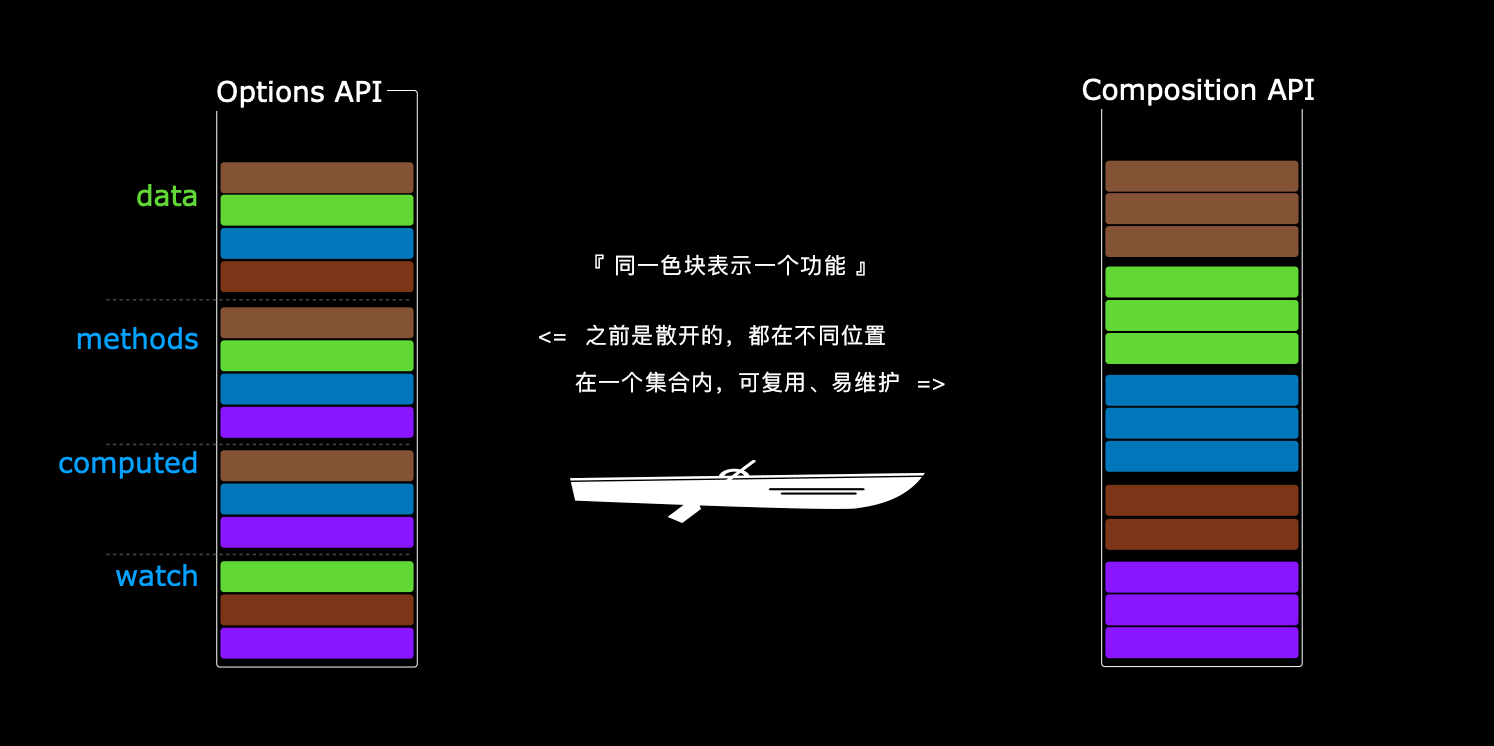 Options API
data
methods
computed
watch
『 同一色块表示一个功能 』
<= 之前是散开的，都在不同位置
在一个集合内，可复用、易维护 =>
Composition API